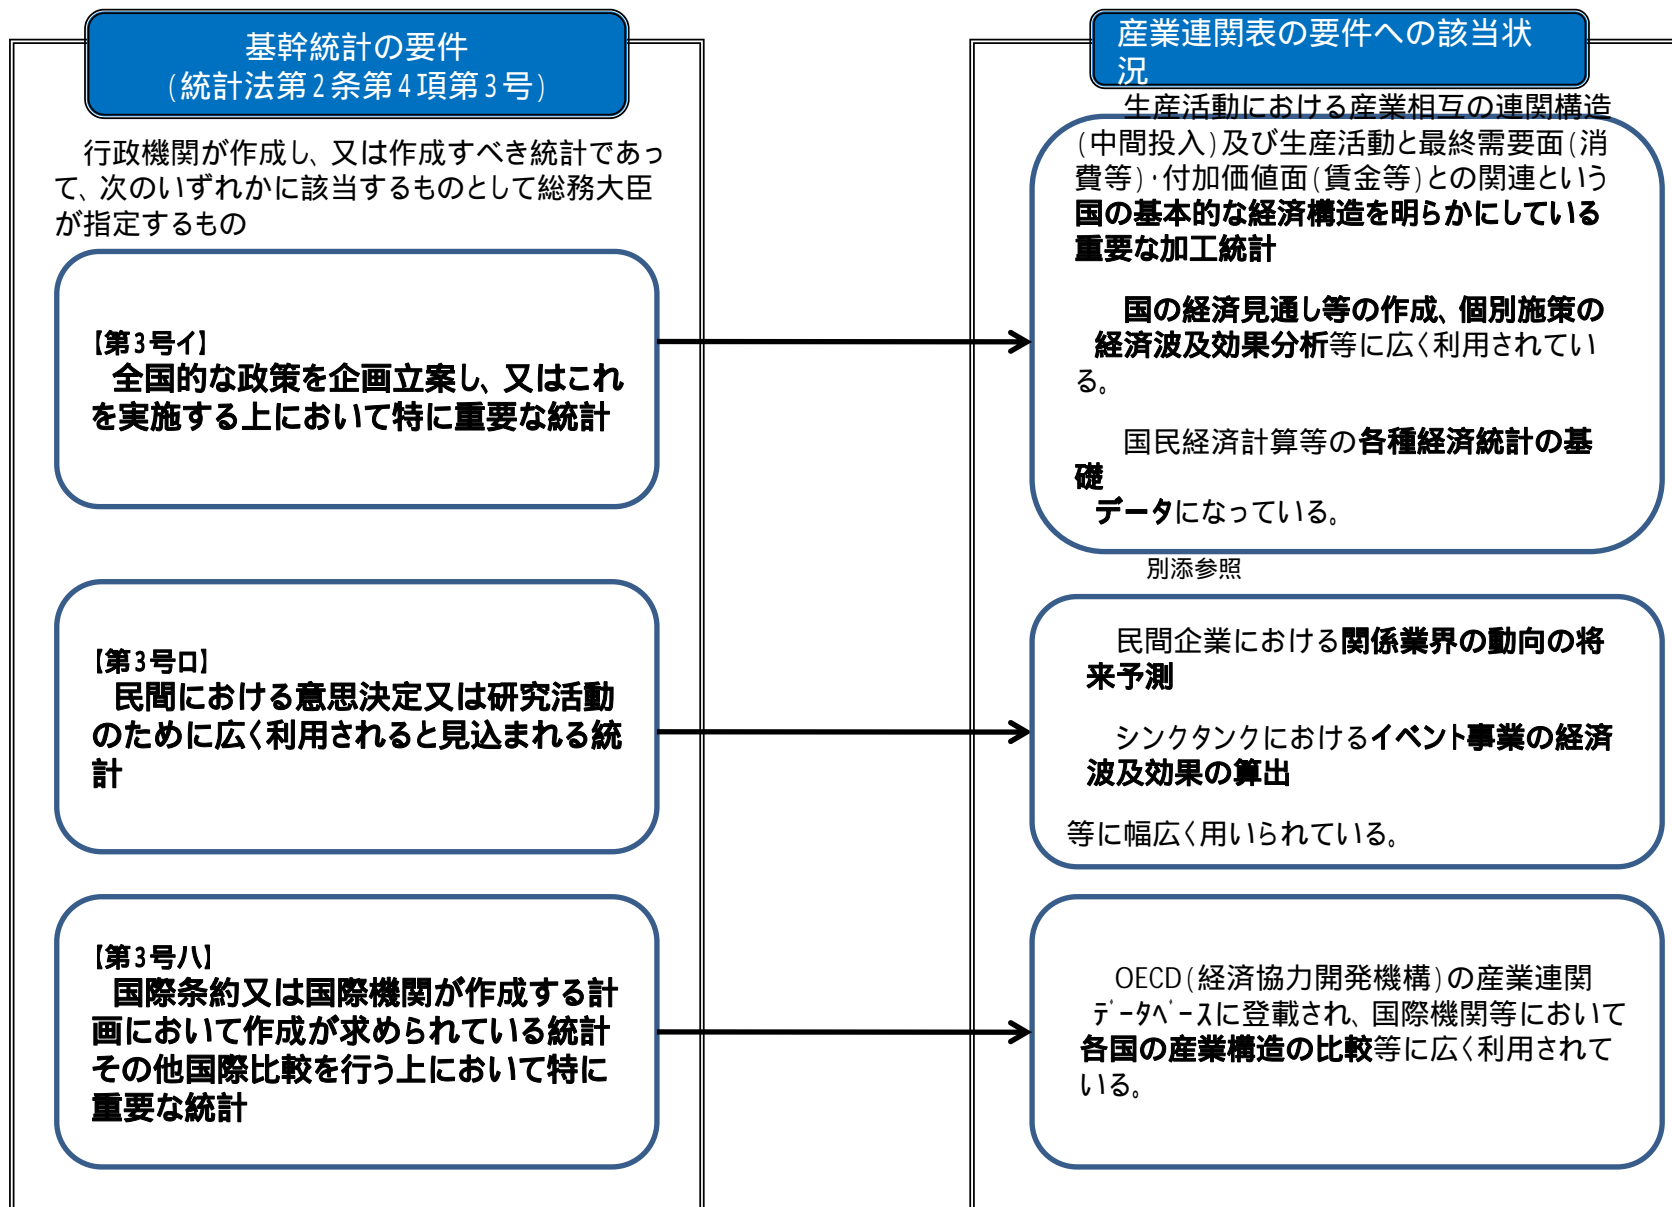 基幹統計の要件
(統計法第2条第4項第3号)
行政機関が作成し、又は作成すべき統計であっ
て、次のいずれかに該当するものとして総務大臣
が指定するもの
【第3号イ】
全国的な政策を企画立案し、又はこれ
を実施する上において特に重要な統計
【第3号ロ】
民間における意思決定又は研究活動
のために広く利用されると見込まれる統
計
【第3号ハ】
国際条約又は国際機関が作成する計
画において作成が求められている統計
その他国際比較を行う上において特に
重要な統計
産業連関表の要件への該当状
況
生産活動における産業相互の連関構造
(中間投入)及び生産活動と最終需要面(消
費等)・付加価値面(賃金等)との関連という
国の基本的な経済構造を明らかにしている
重要な加工統計
国の経済見通し等の作成、個別施策の
経済波及効果分析等に広く利用されてい
る。
国民経済計算等の各種経済統計の基
礎
データになっている。
別添参照
民間企業における関係業界の動向の将
来予測
シンクタンクにおけるイベント事業の経済
波及効果の算出
等に幅広く用いられている。
OECD(経済協力開発機構)の産業連関
ﾃﾞｰﾀﾍﾞｰｽに登載され、国際機関等において
各国の産業構造の比較等に広く利用されて
いる。